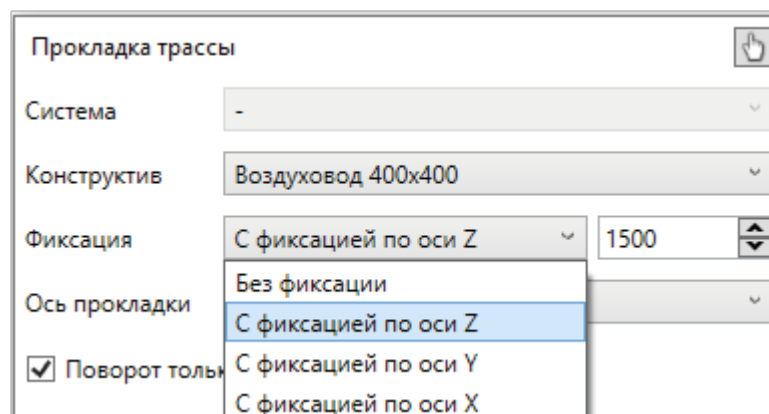 Прокладка трассы
Система -
Конструктив Воздуховод 400x400
Фиксация С фиксацией по оси Z 1500
Без фиксации
Ось прокладки
С фиксацией по оси Z
С фиксацией по оси Y
Поворот
С фиксацией по оси X